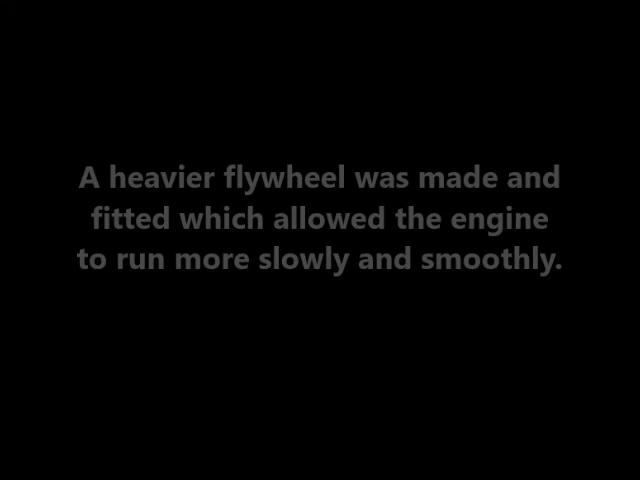 A heavier flywheel was made and
fitted which allowed the engine
to run more slowly and smoothly.